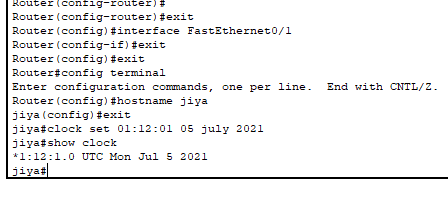 Router(config-router)#
Router(config-router)#exit
Router(config)#interface FastEthernet0/1
Router(config-if)#exit
Router(config)#exit
Router#config terminal
Enter configuration commands, one per line.  End with CNTL/Z.
Router(config)#hostname jiya
jiya(config)#exit
jiya#clock set 01:12:01 05 july 2021
jiya#show clock
*1:12:1.0 UTC Mon Jul 5 2021
jiya#